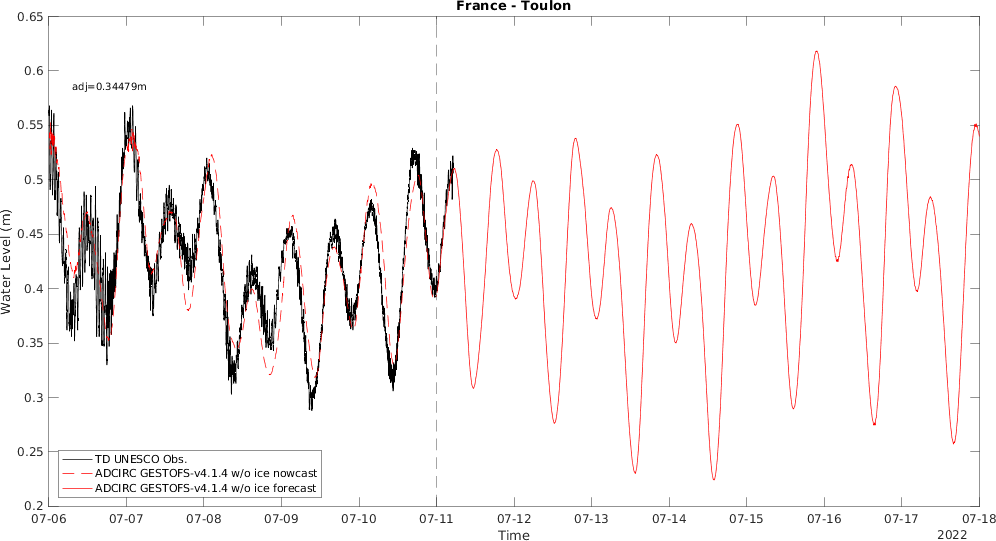 France - Toulon
0.65
0.6
adj=0.34479m
0.55
0.5
0.45
0.4
0.35
0.3
0.25
0.2
Water Level (m)
TD UNESCO Obs.
ADCIRC GESTOFS-v4.1.4 w/o ice nowcast
ADCIRC GESTOFS-v4.1.4 w/o ice forecast
07-06 07-07 07-08 07-09 07-10 07-11 07-12 07-13 07-14 07-15 07-16 07-17 07-18
Time
2022